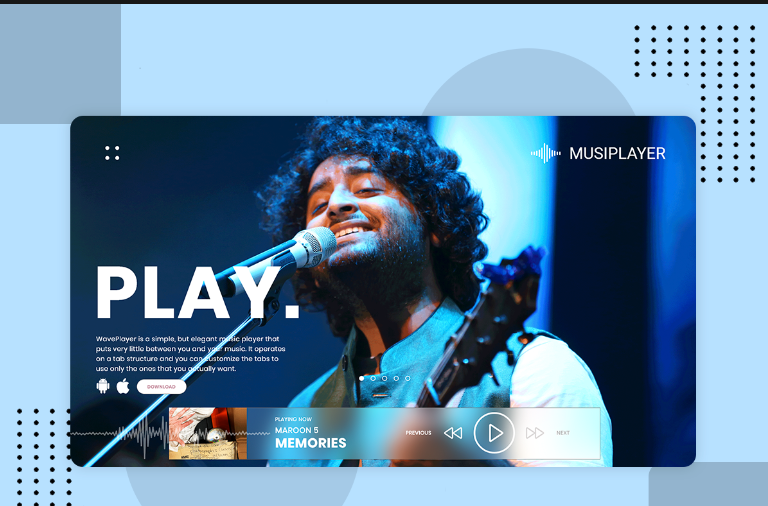 MUSIPLAYER
PLAY.
WavePlayer is a simple, but elegant music player that
puts very little between you and your music. It operates
on a tab structure and you can customize the tabs to
use only the ones that you actually want.
DOWNLOAD
PLAYING NOW
MAROON 5
MEMORIES
PREVIOUS
NEXT